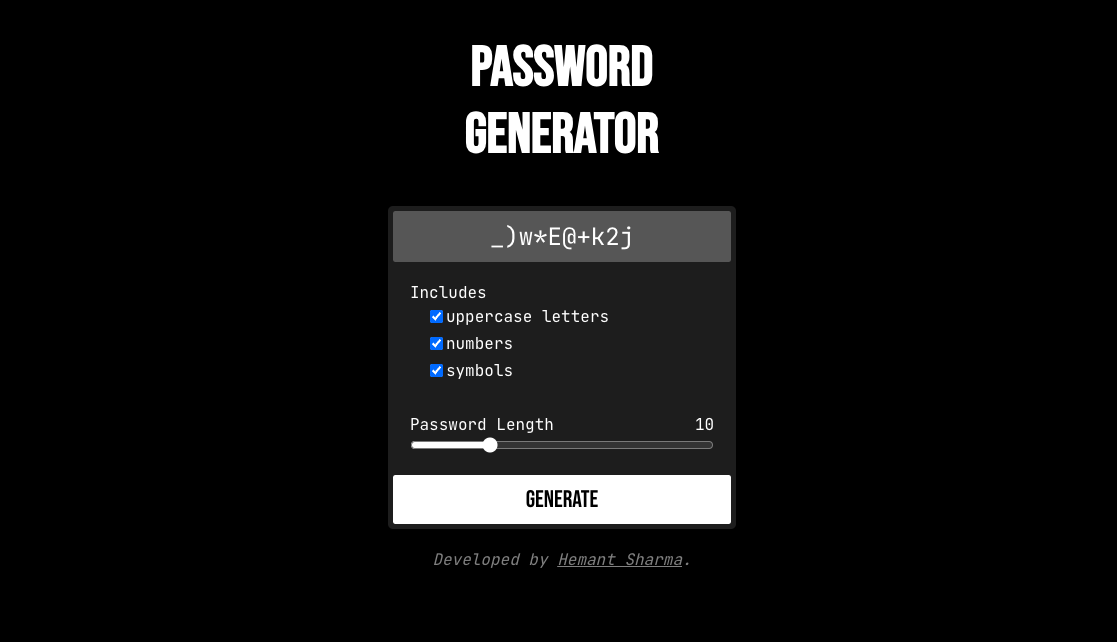 PASSWORD
GENERATOR
_)w*E@+k2j
Includes
uppercase letters
numbers
symbols
Password Length 10
GENERATE
Developed by Hemant Sharma.